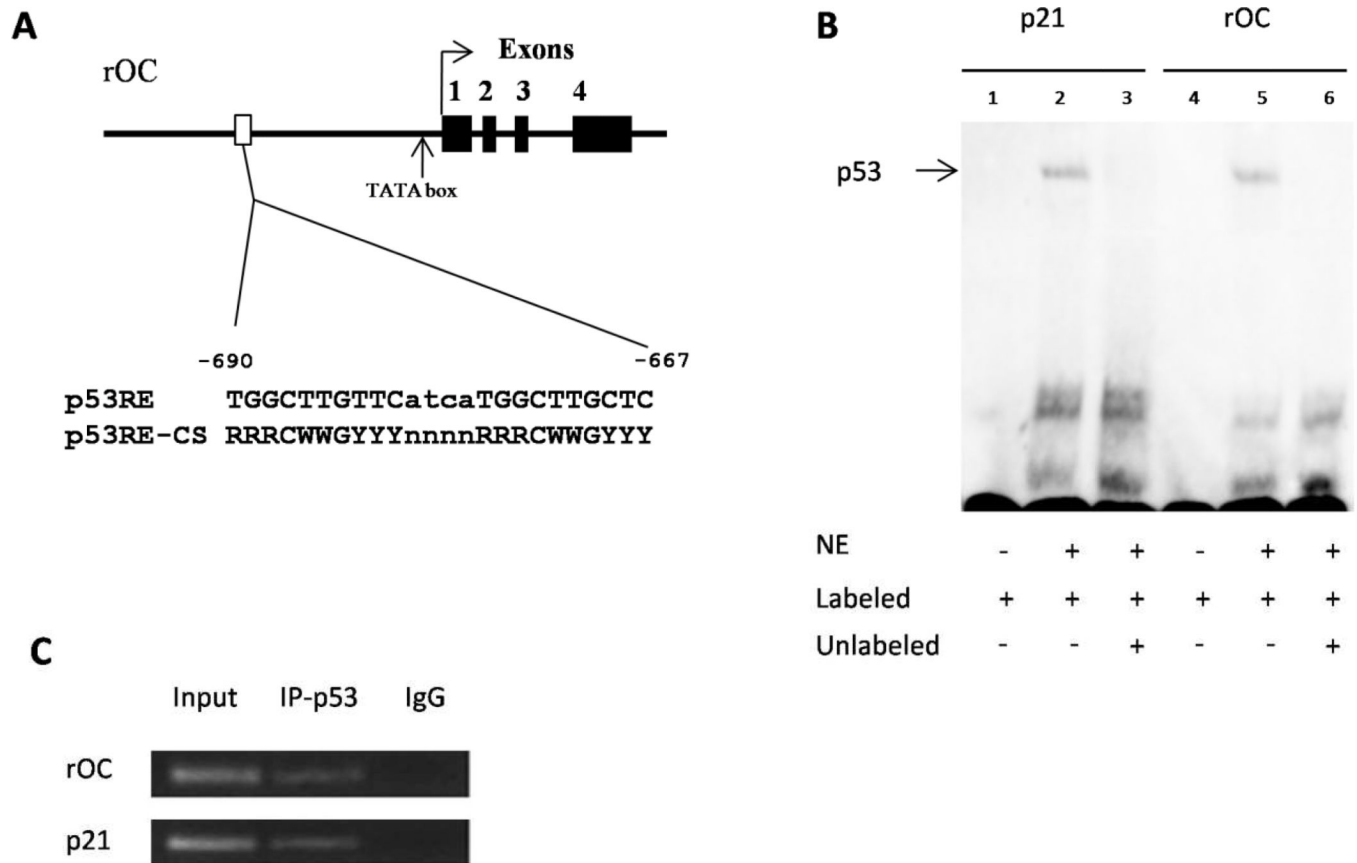 A
rOC
Exons
1 2 3 4
TATA box
-690 -667
p53RE TGGCTTGTTCatcaTGGCTTGCTC
p53RE-CS RRRCWWGYYYnnnnRRRCWWGYYY
B
p21 rOC
1 2 3 4 5 6
p53
NE - + + - + +
Labeled + + + + + +
Unlabeled - - + - - +
C
Input IP-p53 IgG
rOC
p21